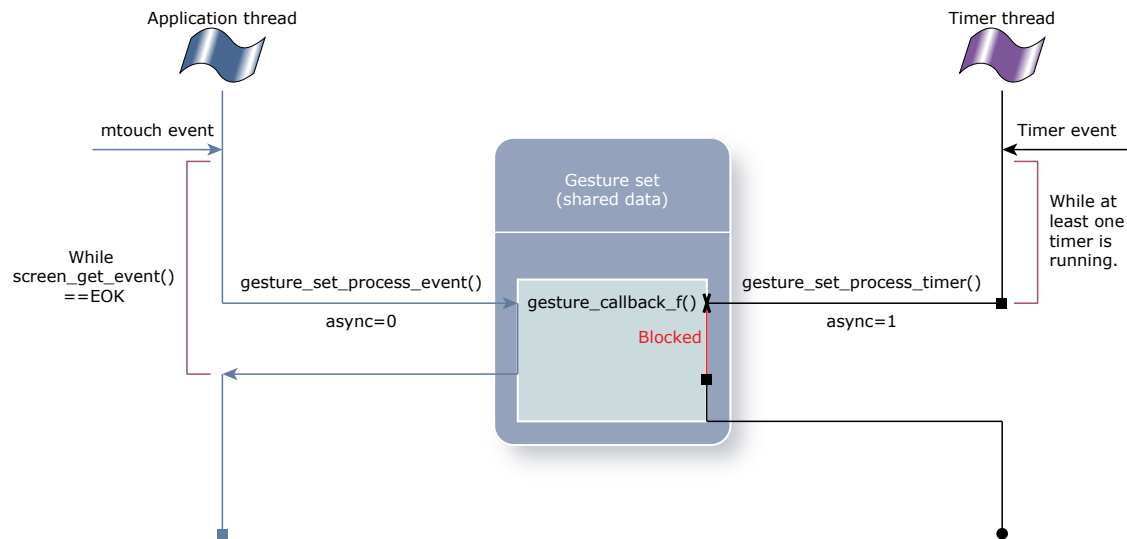 Application thread
Timer thread
mtouch event
Timer event
Gesture set
(shared data)
While
screen_get_event()
==EOK
While at
least one
timer is
running.
gesture_set_process_event()
async=0
gesture_callback_f()
Blocked
gesture_set_process_timer()
async=1